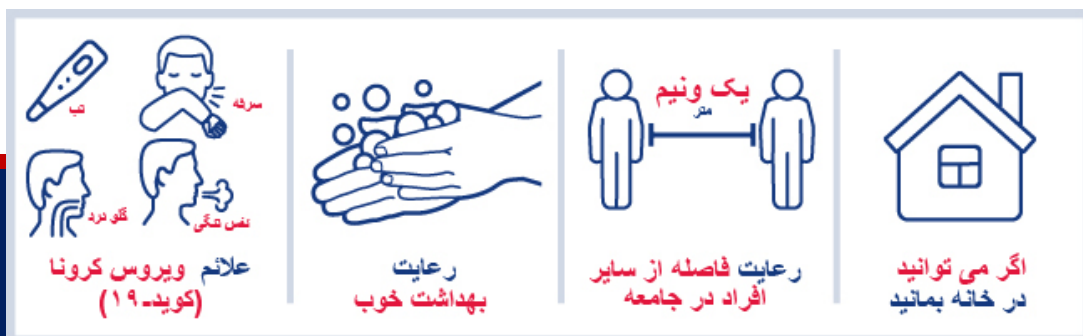 اگر می توانید
در خانه بمانید
یک ونیم
متر
رعایت فاصله از سایر
افراد در جامعه
رعایت
بهداشت خوب
تب
سرفه
گلو درد
نفس تنگی
علائم ویروس کرونا
(کوید-۱۹)